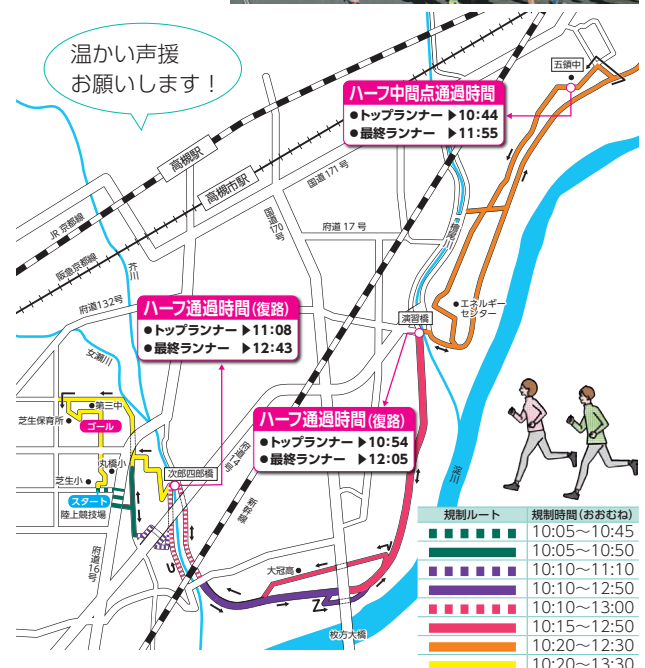 温かい声援
お願いします！
五領中
ハーフ中間点通過時間
●トップランナー ▶10:44
●最終ランナー ▶11:55
高槻駅
高槻市駅
国道171号
国道170号
府道17号
檜尾川
JR京都線
阪急京都線
芥川
府道132号
女瀬川
エネルギー
センター
演習橋
ハーフ通過時間(復路)
●トップランナー ▶11:08
●最終ランナー ▶12:43
ハーフ通過時間(復路)
●トップランナー ▶10:54
●最終ランナー ▶12:05
第三中
芝生保育所
ゴール
丸橋小
芝生小
スタート
陸上競技場
次郎四郎橋
府道14号
新幹線
淀川
府道16号
大冠高
枚方大橋
規制ルート 規制時間(おおむね)
10:05～10:45
10:05～10:50
10:10～11:10
10:10～12:50
10:10～13:00
10:15～12:50
10:20～12:30
10:20～13:30